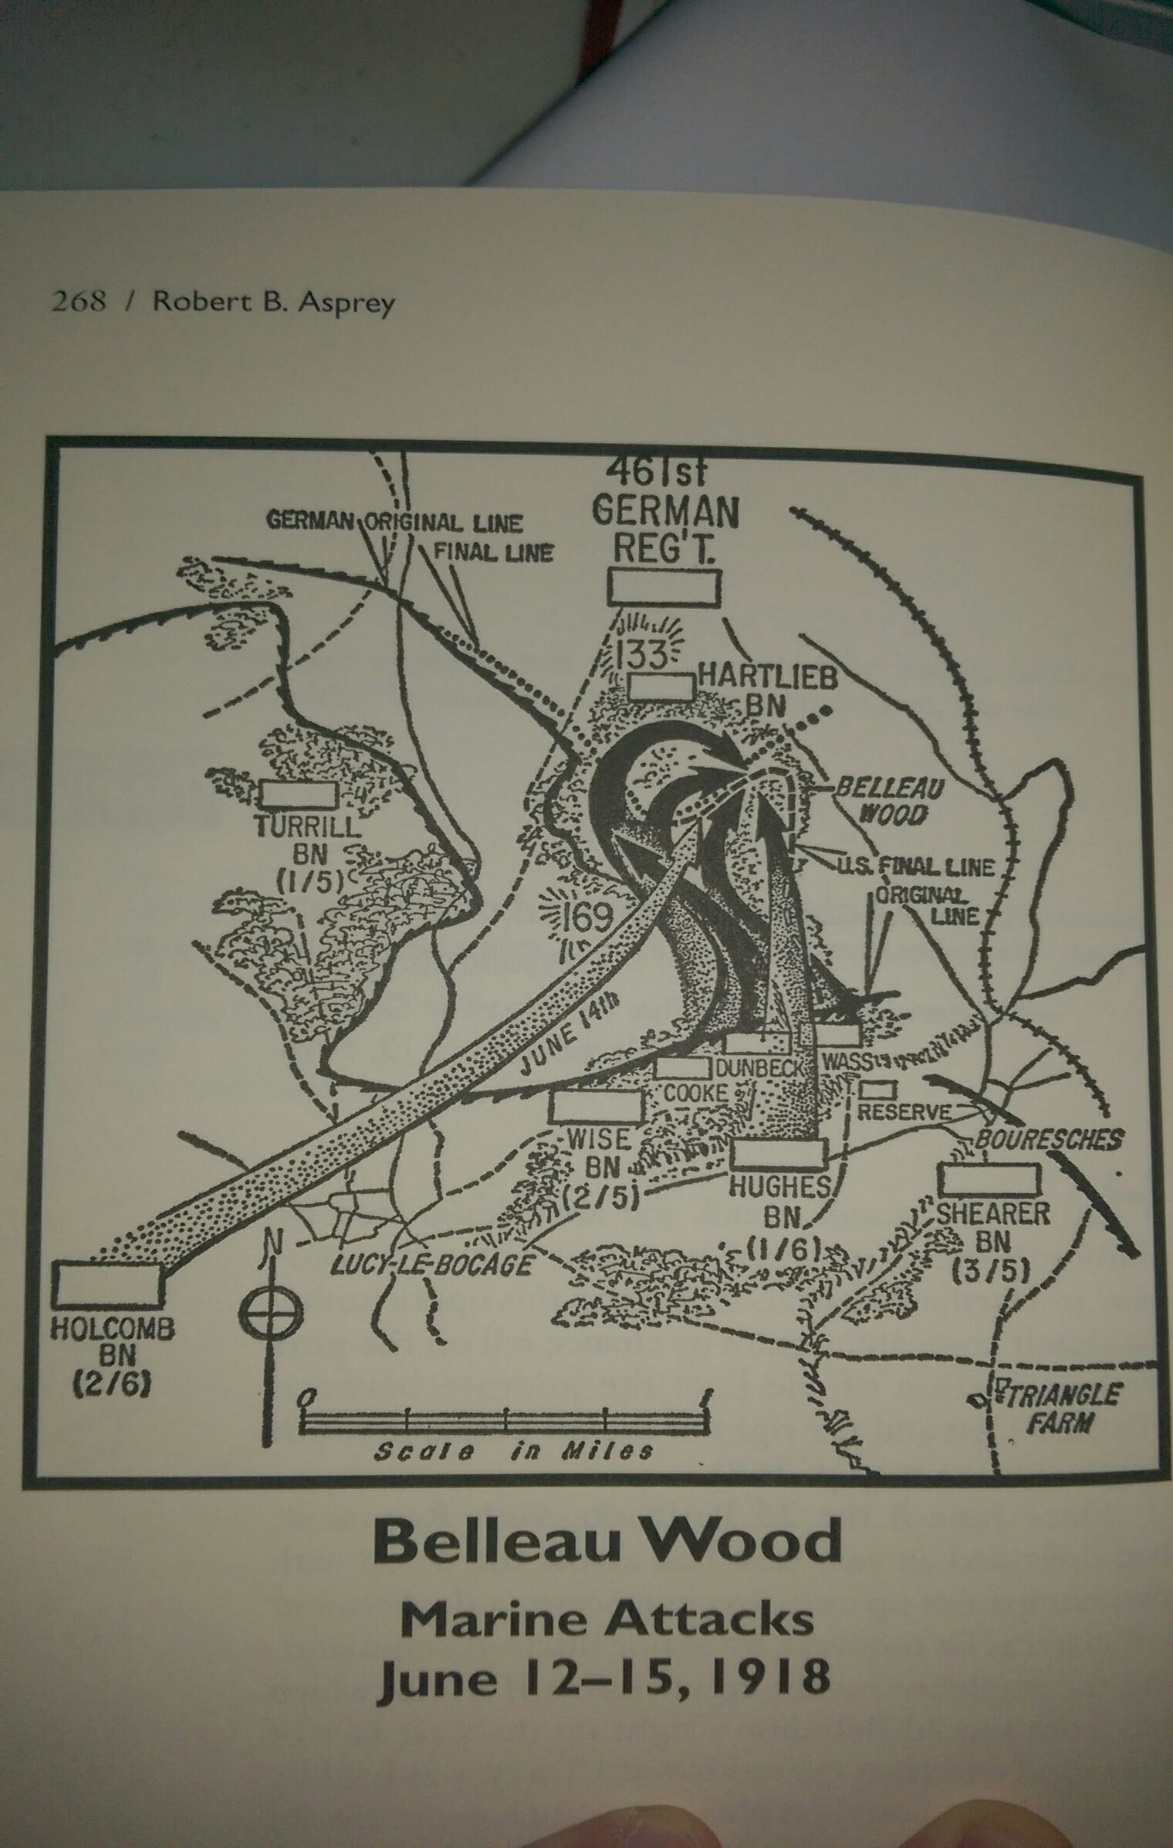 268 / Robert B. Asprey
461st
GERMAN
REG'T.
GERMAN ORIGINAL LINE
FINAL LINE
133
HARTLIEB
BN
BELLEAU
WOOD
TURRILL
BN
(1/5)
U.S. FINAL LINE
ORIGINAL
LINE
169
JUNE 14th
DUNBECK
WASS
COOKE
RESERVE
WISE
BN
(2/5)
BOURESCHES
HUGHES
BN
(1/6)
SHEARER
BN
(3/5)
N
LUCY-LE-BOCAGE
HOLCOMB
BN
(2/6)
TRIANGLE
FARM
0 1
Scale in Miles
Belleau Wood
Marine Attacks
June 12–15, 1918